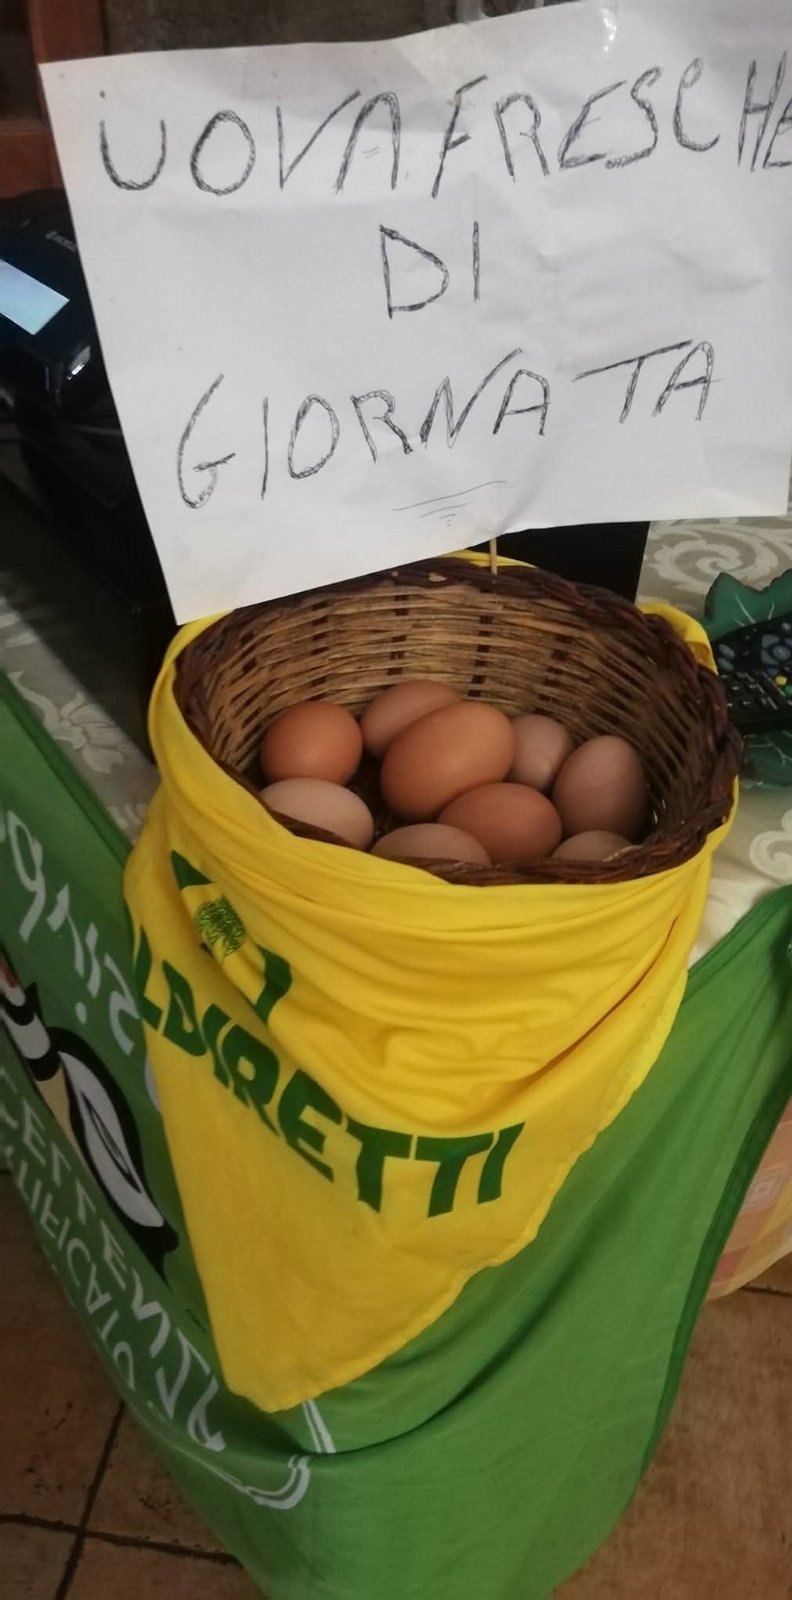 UOVA FRESCHE
DI
GIORNATA
LDIRETTI